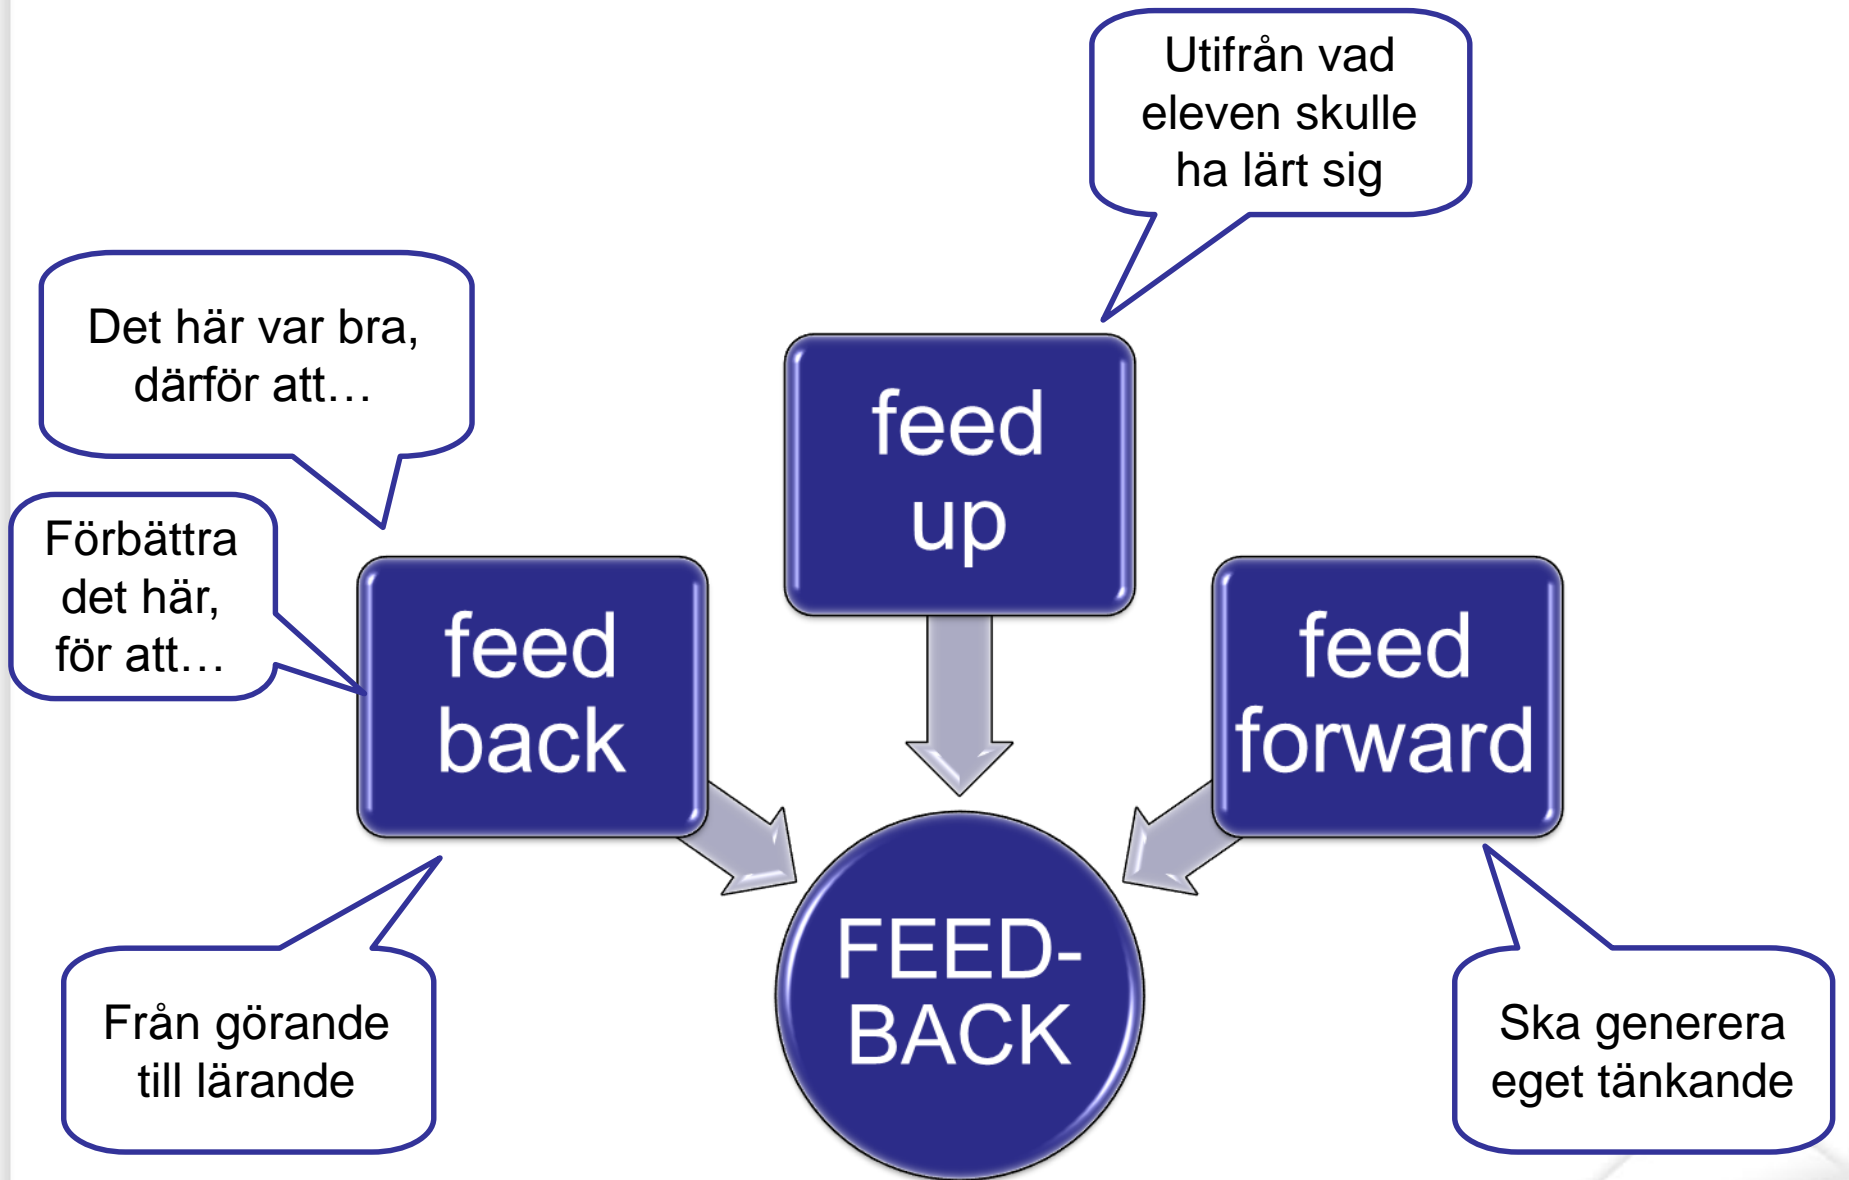 Utifrån vad
eleven skulle
ha lärt sig
Det här var bra,
därför att…
Förbättra
det här,
för att…
feed
up
feed
back
feed
forward
FEED-
BACK
Från görande
till lärande
Ska generera
eget tänkande